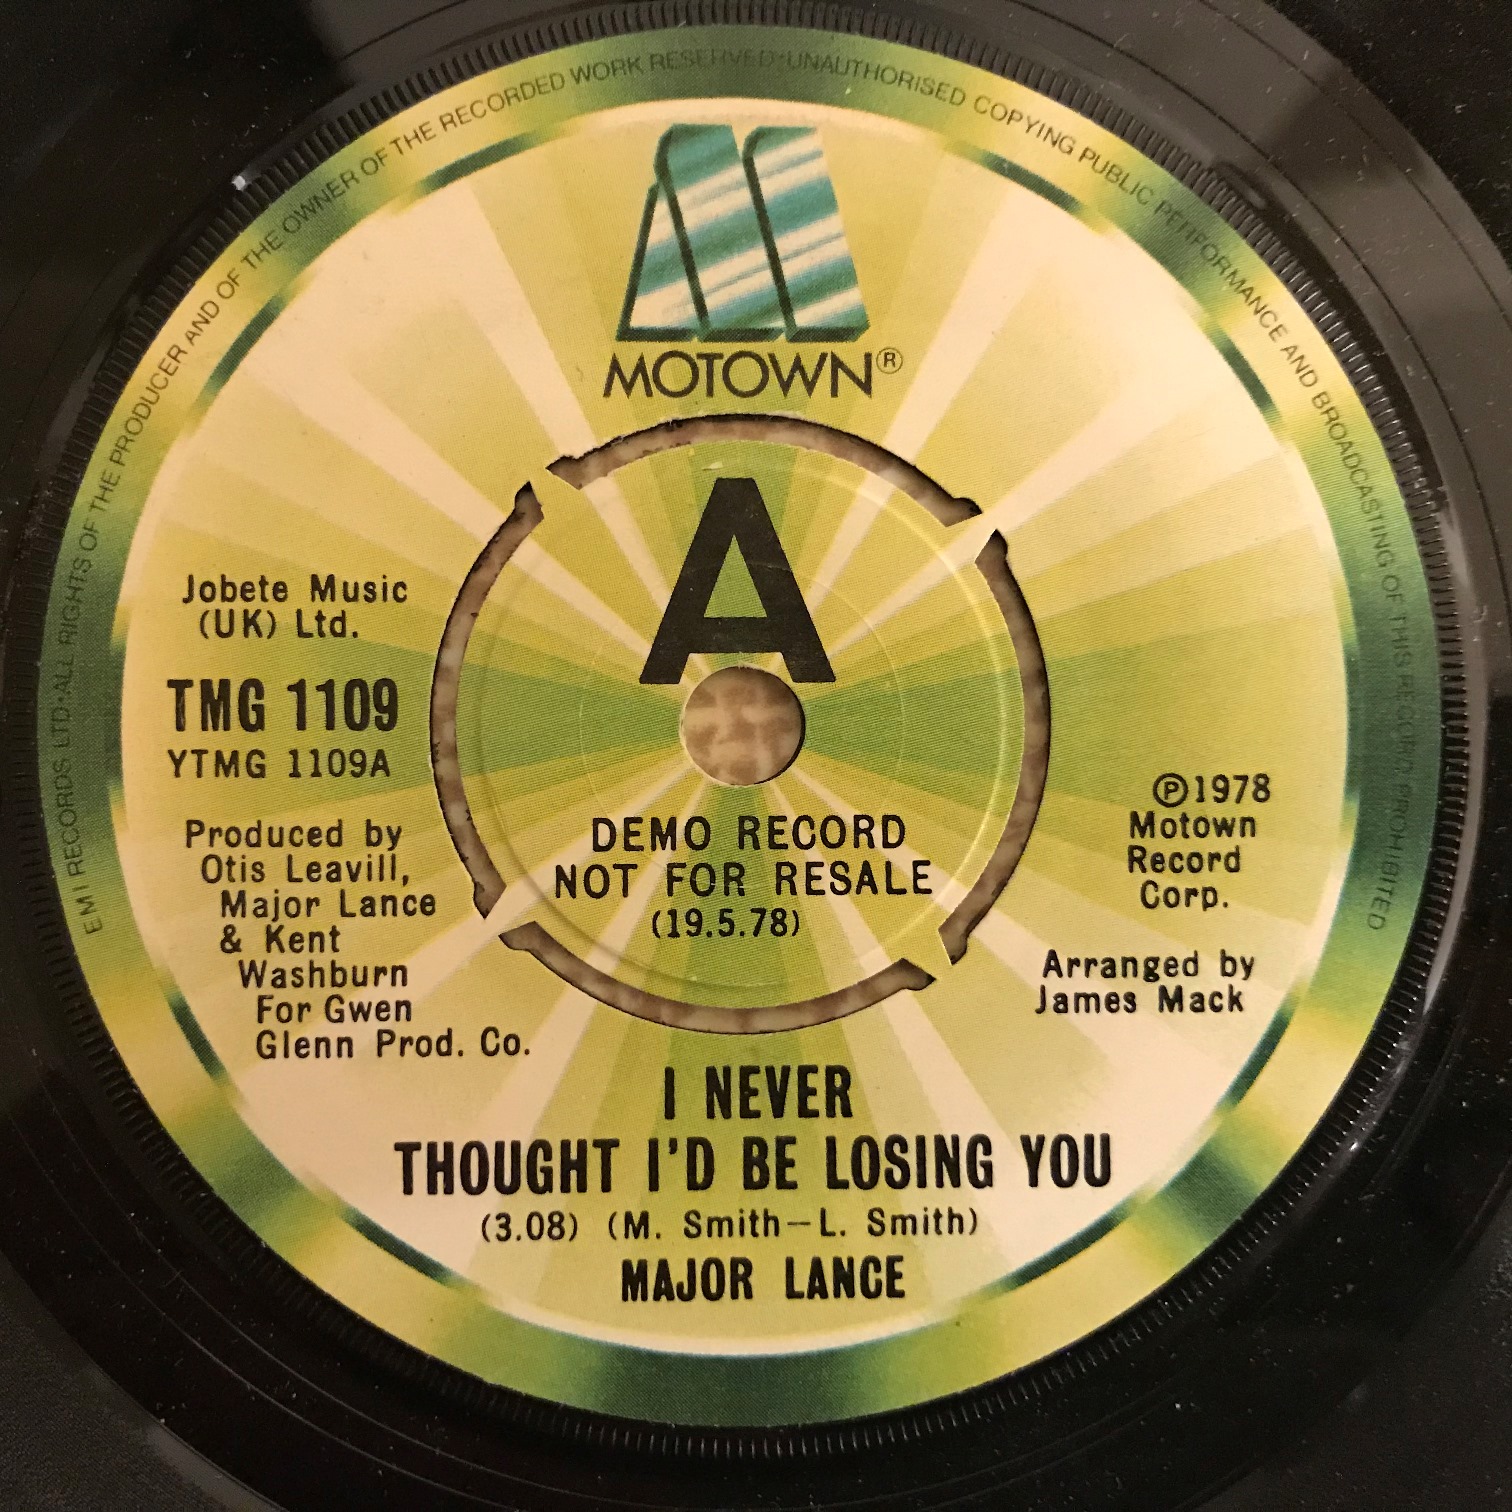 EMI RECORDS LTD·ALL RIGHTS OF THE PRODUCER AND OF THE OWNER OF THE RECORDED WORK RESERVED·UNAUTHORISED COPYING PUBLIC PERFORMANCE AND BROADCASTING OF THIS RECORD PROHIBITED
MOTOWN®
A
Jobete Music
(UK) Ltd.
TMG 1109
YTMG 1109A
Produced by
Otis Leavill,
Major Lance
& Kent
Washburn
For Gwen
Glenn Prod. Co.
DEMO RECORD
NOT FOR RESALE
(19.5.78)
℗1978
Motown
Record
Corp.
Arranged by
James Mack
I NEVER
THOUGHT I'D BE LOSING YOU
(3.08) (M. Smith—L. Smith)
MAJOR LANCE